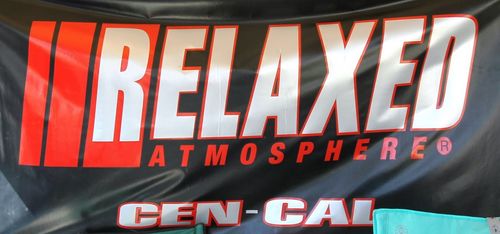 RELAXED
ATMOSPHERE®
CEN-CAL